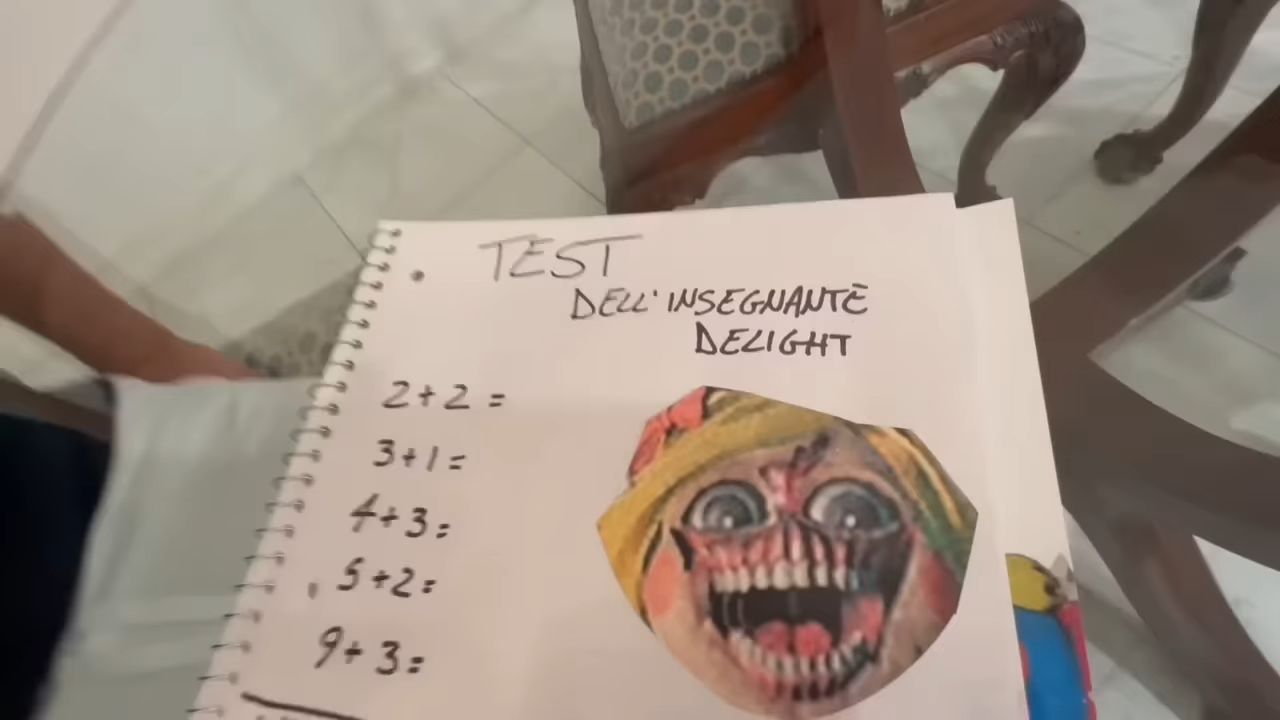 TEST
DELL'INSEGNANTE
DELIGHT
2+2=
3+1=
4+3=
5+2=
9+3=